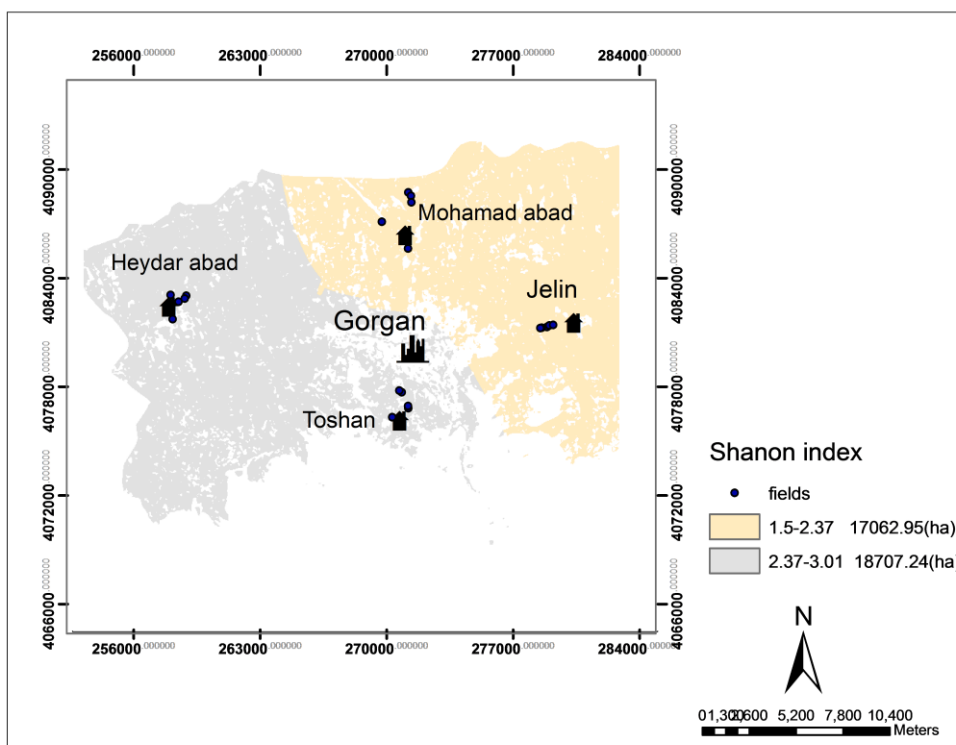 256000.000000 263000.000000 270000.000000 277000.000000 284000.000000
4090000.000000 4090000.000000
Mohamad abad
Heydar abad
4084000.000000 4084000.000000
Jelin
Gorgan
4078000.000000 4078000.000000
Toshan
4072000.000000 4072000.000000
4066000.000000 4066000.000000
256000.000000 263000.000000 270000.000000 277000.000000 284000.000000
Shanon index
fields
1.5-2.37 17062.95(ha)
2.37-3.01 18707.24(ha)
N
0 1,300 2,600 5,200 7,800 10,400
Meters